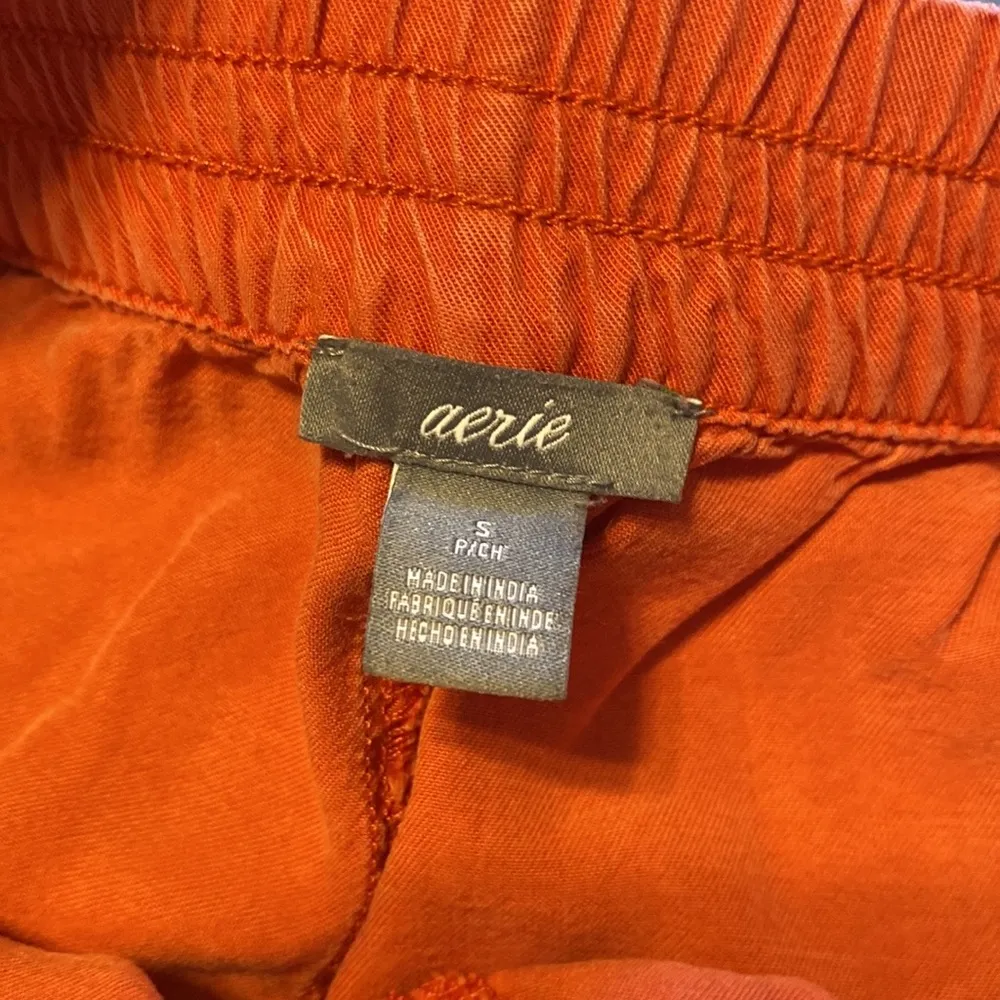 aerie
S
P/CH
MADE IN INDIA
FABRIQUÉ EN INDE
HECHO EN INDIA